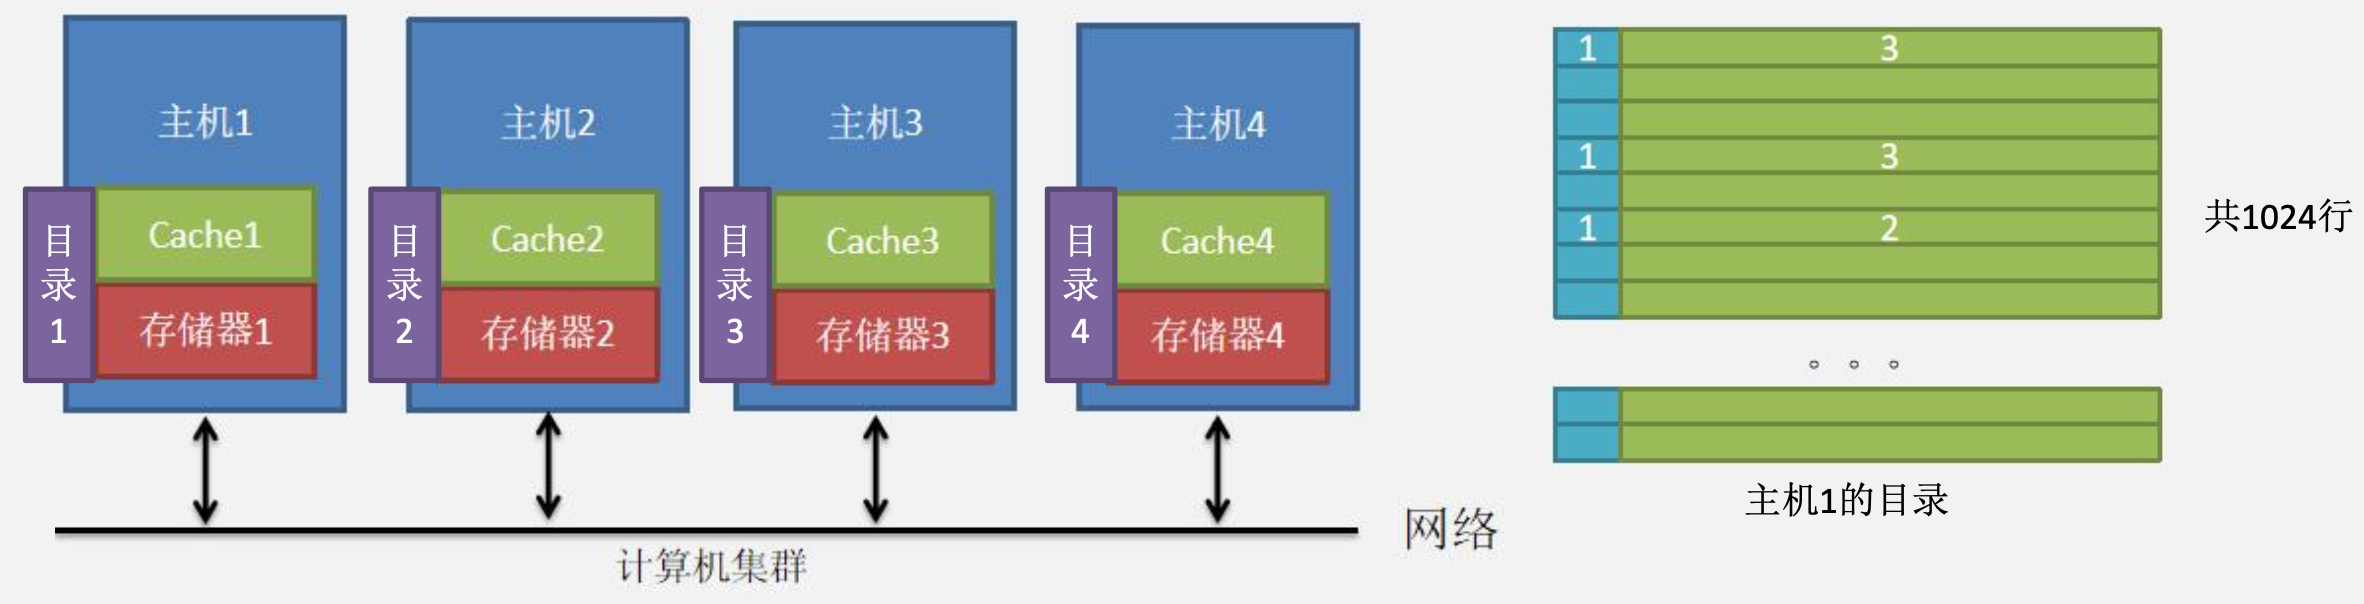 主机1
主机2
主机3
主机4
目录1
Cache1
存储器1
目录2
Cache2
存储器2
目录3
Cache3
存储器3
目录4
Cache4
存储器4
网络
计算机集群
1 3
1 3
1 2
共1024行
。。。
主机1的目录